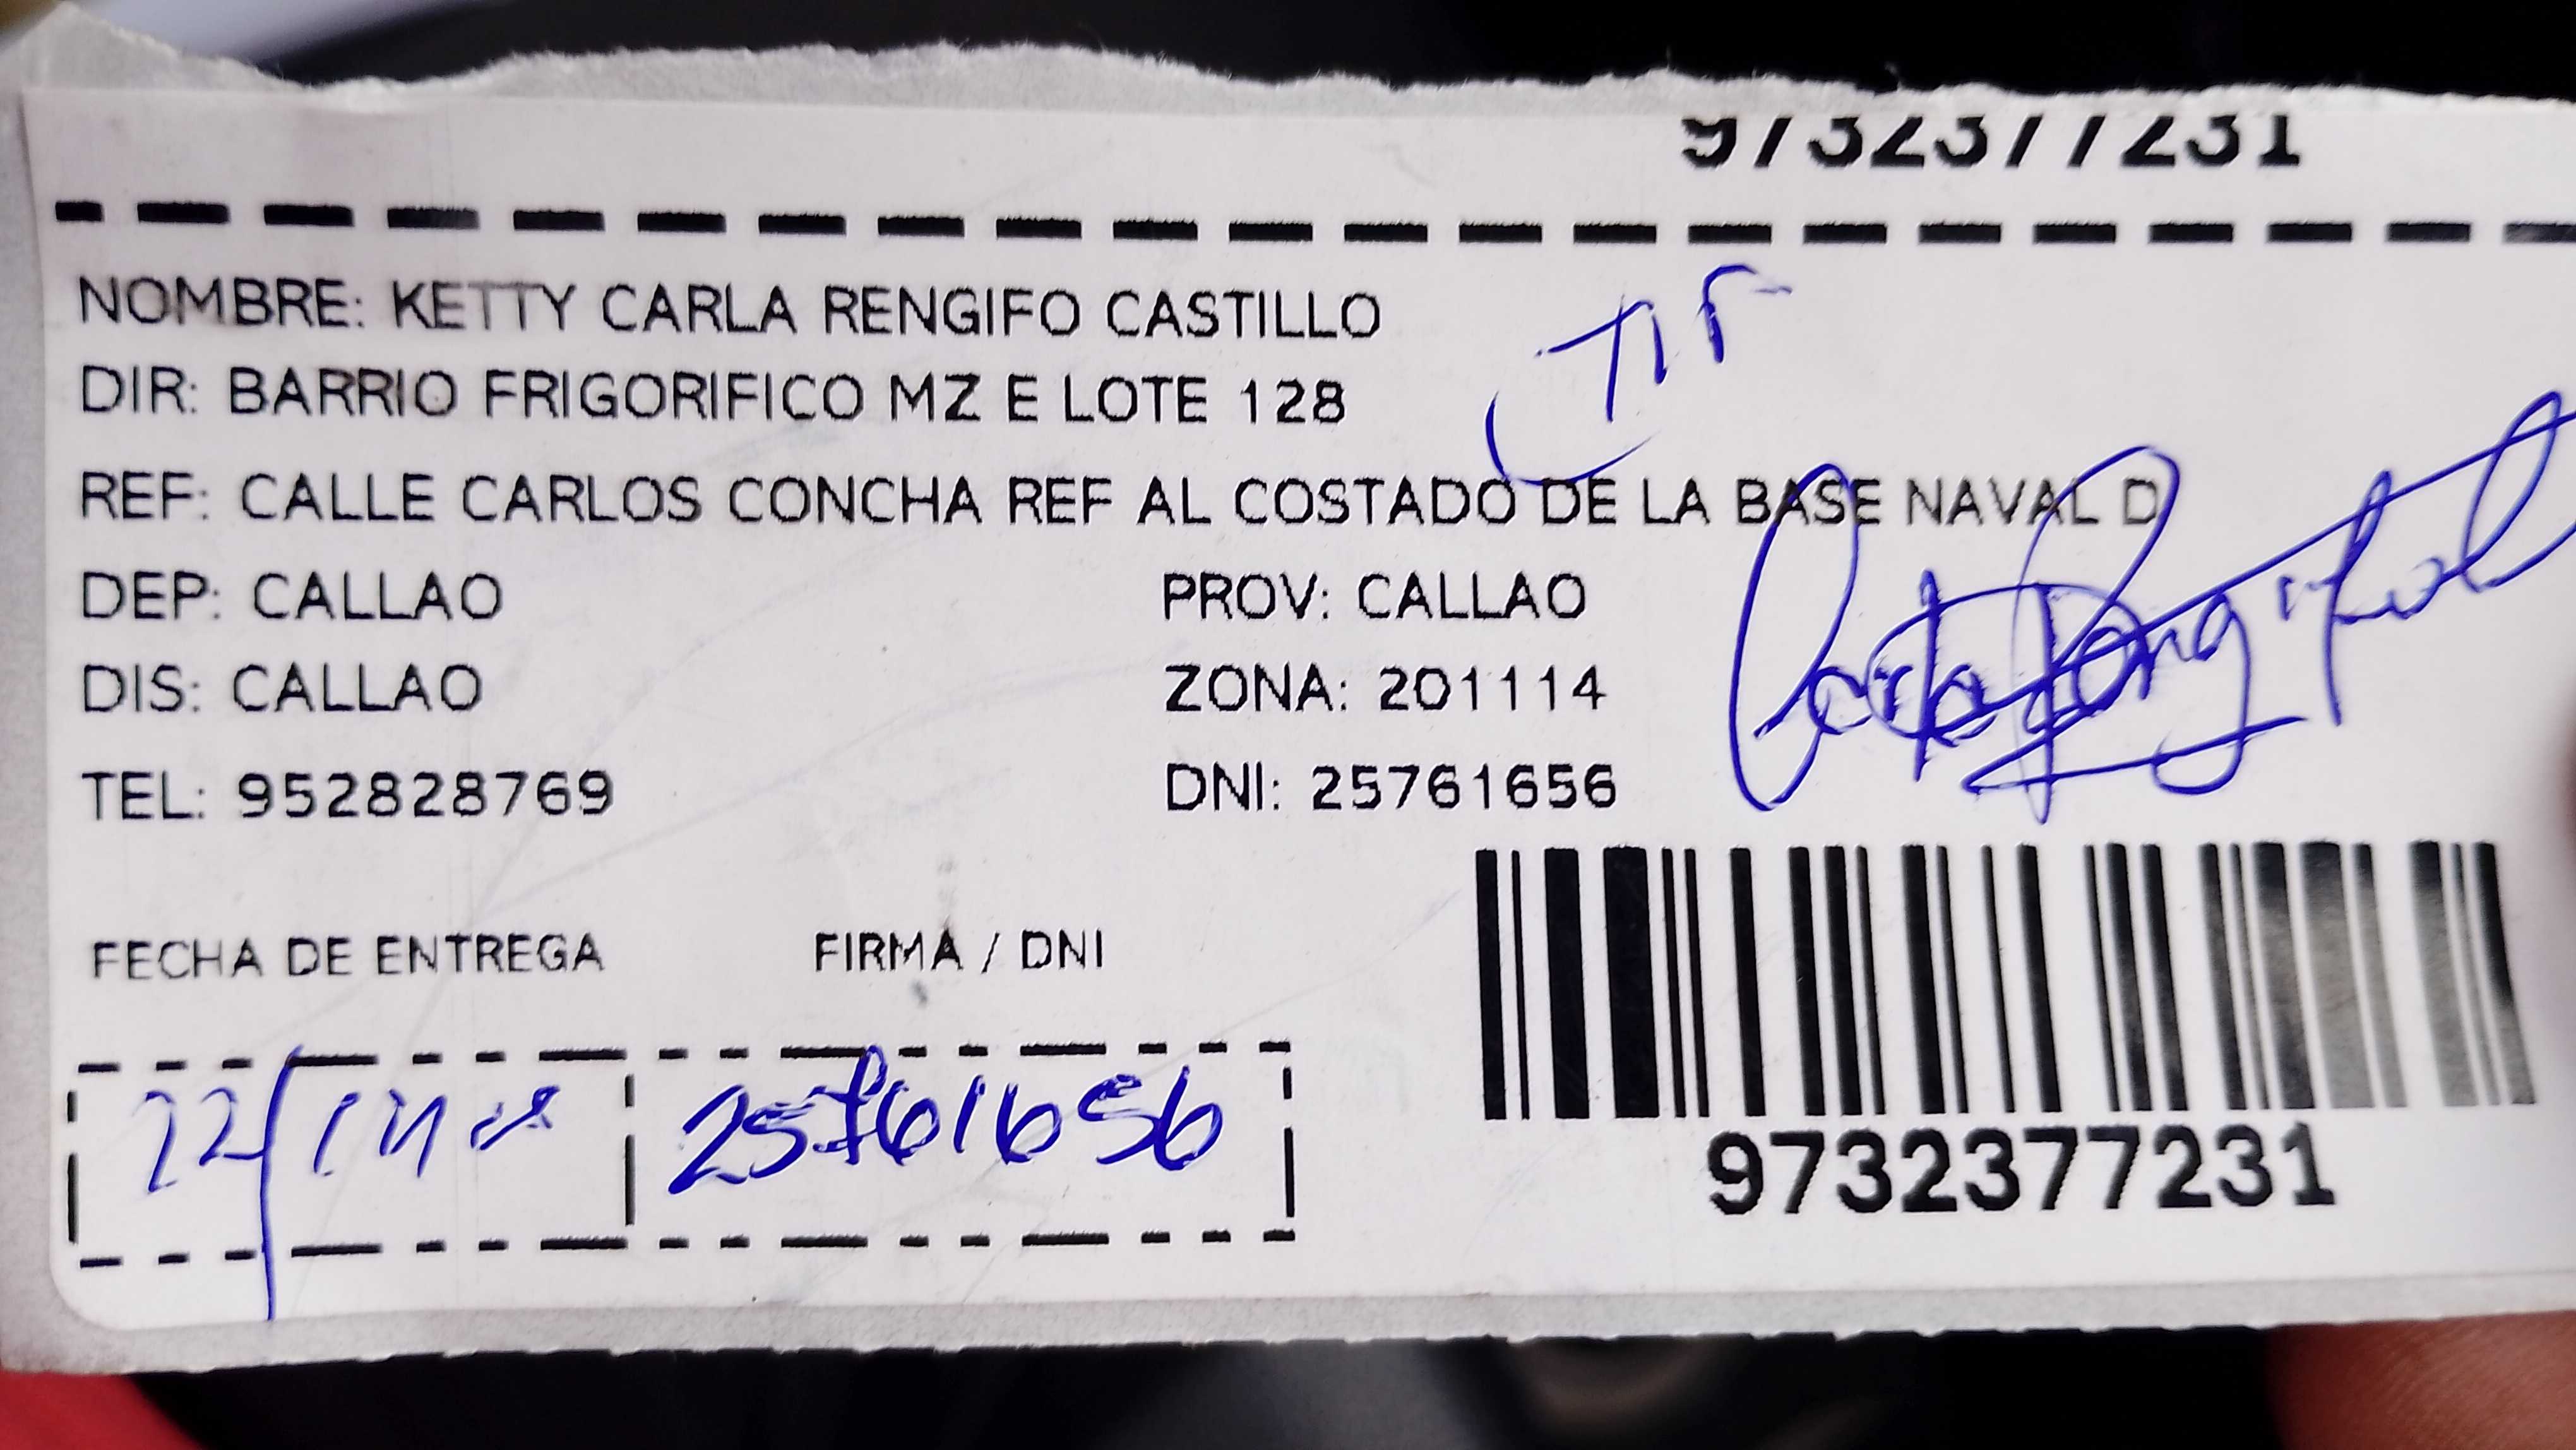 9732377231
NOMBRE: KETTY CARLA RENGIFO CASTILLO
DIR: BARRIO FRIGORIFICO MZ E LOTE 128
REF: CALLE CARLOS CONCHA REF AL COSTADO DE LA BASE NAVAL D
DEP: CALLAO PROV: CALLAO
DIS: CALLAO ZONA: 201114
TEL: 952828769 DNI: 25761656
FECHA DE ENTREGA FIRMA / DNI
25761656
9732377231